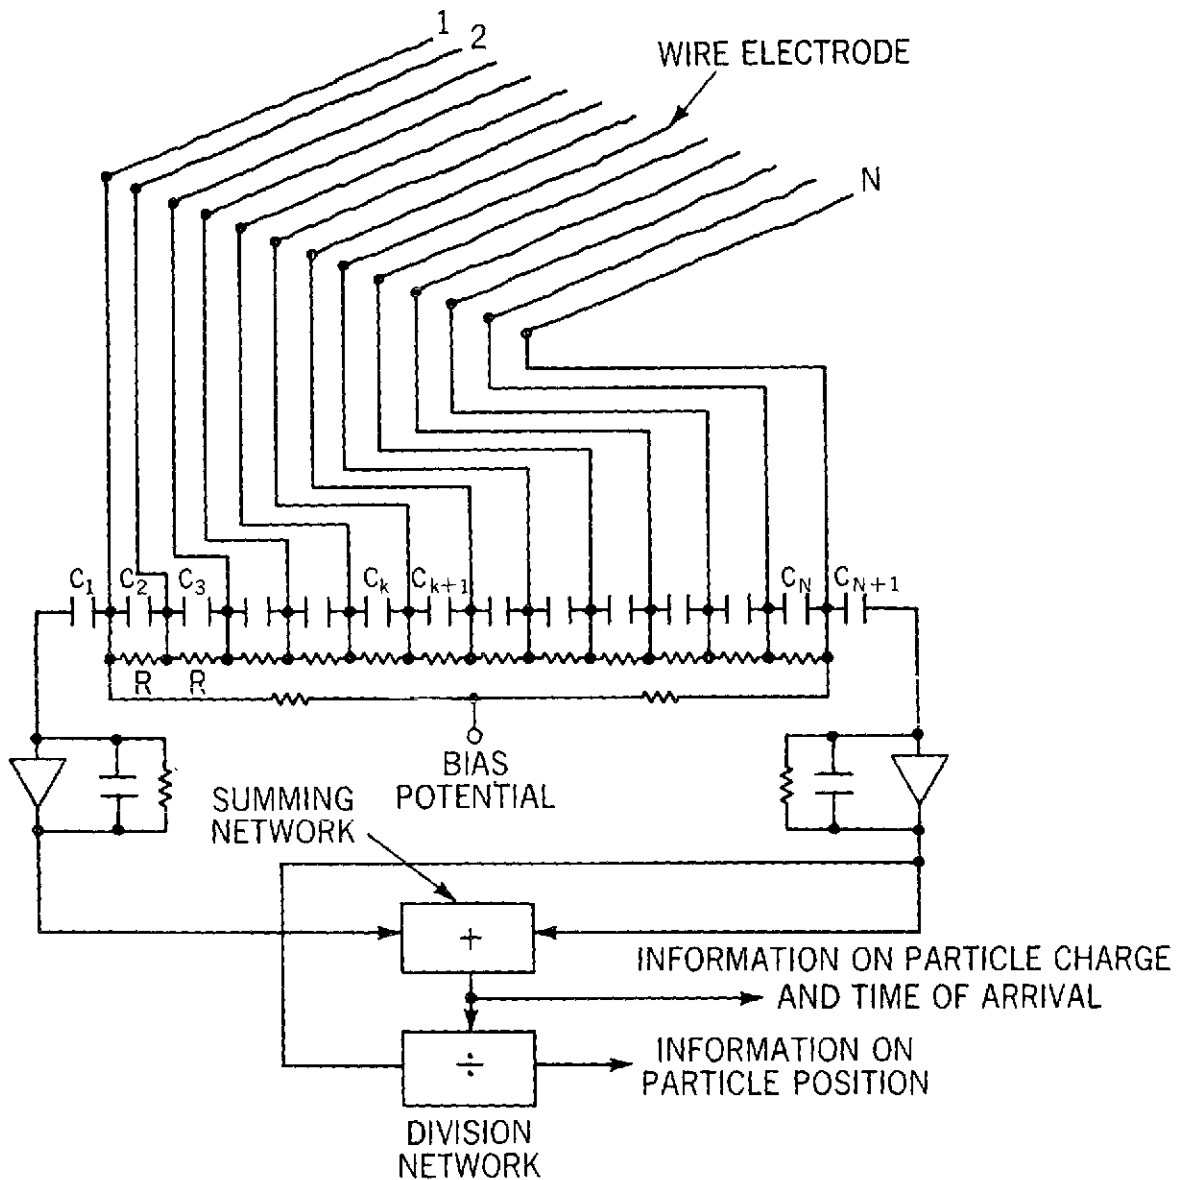 1
2
WIRE ELECTRODE
N
C1 C2 C3 Ck Ck+1 CN CN+1
R R
BIAS
POTENTIAL
SUMMING
NETWORK
+
INFORMATION ON PARTICLE CHARGE
AND TIME OF ARRIVAL
÷
INFORMATION ON
PARTICLE POSITION
DIVISION
NETWORK